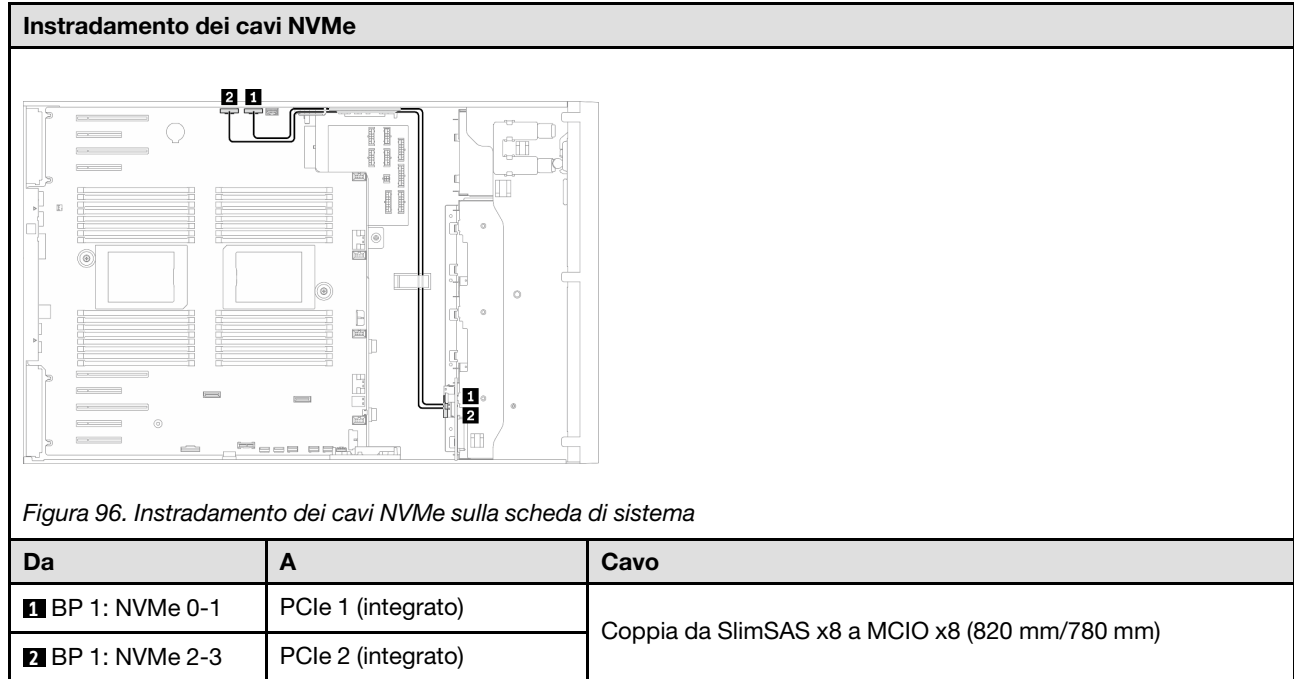 Instradamento dei cavi NVMe
2 1
1
2
Figura 96. Instradamento dei cavi NVMe sulla scheda di sistema
Da A Cavo
1 BP 1: NVMe 0-1 PCIe 1 (integrato) Coppia da SlimSAS x8 a MCIO x8 (820 mm/780 mm)
2 BP 1: NVMe 2-3 PCIe 2 (integrato)